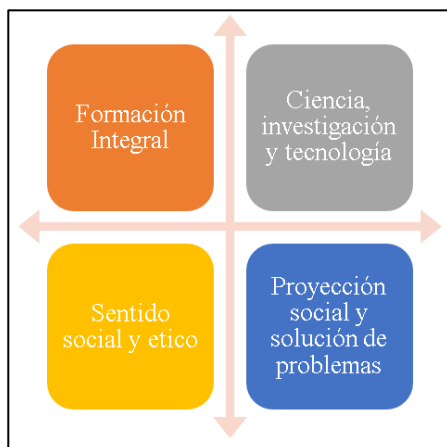 Formación
Integral
Ciencia,
investigación
y tecnología
Sentido
social y etico
Proyección
social y
solución de
problemas